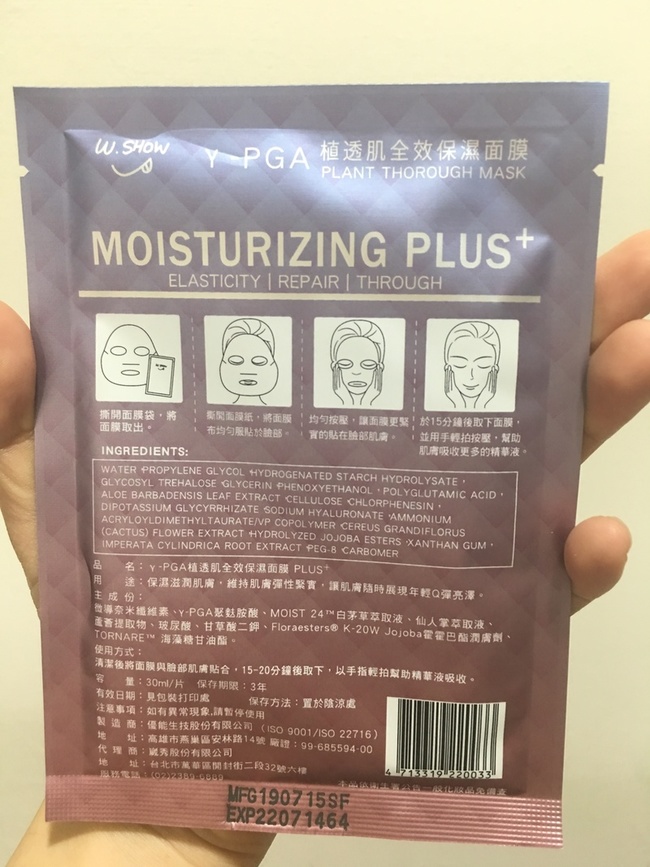 W. SHOW
γ-PGA 植透肌全效保濕面膜
PLANT THOROUGH MASK
MOISTURIZING PLUS+
ELASTICITY | REPAIR | THROUGH
撕開面膜袋，將
面膜取出。
撕開面膜紙，將面膜
布均勻服貼於臉部。
均勻按壓，讓面膜更緊
實的貼在臉部肌膚。
於15分鐘後取下面膜，
並用手輕拍按壓，幫助
肌膚吸收更多的精華液。
INGREDIENTS:
WATER、PROPYLENE GLYCOL、HYDROGENATED STARCH HYDROLYSATE、
GLYCOSYL TREHALOSE、GLYCERIN、PHENOXYETHANOL、POLYGLUTAMIC ACID、
ALOE BARBADENSIS LEAF EXTRACT、CELLULOSE、CHLORPHENESIN、
DIPOTASSIUM GLYCYRRHIZATE、SODIUM HYALURONATE、AMMONIUM
ACRYLOYLDIMETHYLTAURATE/VP COPOLYMER、CEREUS GRANDIFLORUS
(CACTUS) FLOWER EXTRACT、HYDROLYZED JOJOBA ESTERS、XANTHAN GUM、
IMPERATA CYLINDRICA ROOT EXTRACT、PEG-8、CARBOMER
品　　名：γ-PGA植透肌全效保濕面膜 PLUS+
用　　途：保濕滋潤肌膚，維持肌膚彈性緊實，讓肌膚隨時展現年輕Q彈亮澤。
主 成 份：
微導奈米纖維素、γ-PGA聚麩胺酸、MOIST 24™白茅草萃取液、仙人掌萃取液、
蘆薈提取物、玻尿酸、甘草酸二鉀、Floraesters® K-20W Jojoba霍霍巴酯潤膚劑、
TORNARE™ 海藻糖甘油酯。
使用方式：
清潔後將面膜與臉部肌膚貼合，15-20分鐘後取下，以手指輕拍幫助精華液吸收。
容　　量：30ml/片　保存期限：3年
有效日期：見包裝打印處　　保存方法：置於陰涼處
注意事項：如有異常現象,請暫停使用
製 造 商：優能生技股份有限公司 (ISO 9001/ISO 22716)
地　　址：高雄市燕巢區安林路14號 廠證：99-685594-00
代 理 商：崴秀股份有限公司
地　　址：台北市萬華區開封街二段32號六樓
服務電話：(02)2389-6689
4 713319 220033
MFG190715SF
EXP22071464